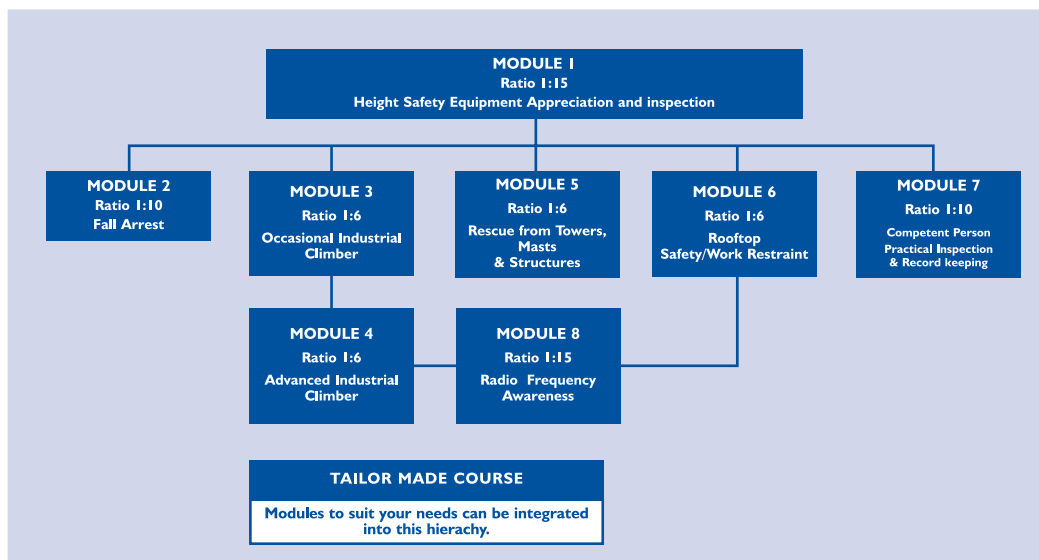 MODULE 1
Ratio 1:15
Height Safety Equipment Appreciation and inspection
MODULE 2
Ratio 1:10
Fall Arrest
MODULE 3
Ratio 1:6
Occasional Industrial
Climber
MODULE 5
Ratio 1:6
Rescue from Towers,
Masts
& Structures
MODULE 6
Ratio 1:6
Rooftop
Safety/Work Restraint
MODULE 7
Ratio 1:10
Competent Person
Practical Inspection
& Record keeping
MODULE 4
Ratio 1:6
Advanced Industrial
Climber
MODULE 8
Ratio 1:15
Radio Frequency
Awareness
TAILOR MADE COURSE
Modules to suit your needs can be integrated
into this hierachy.